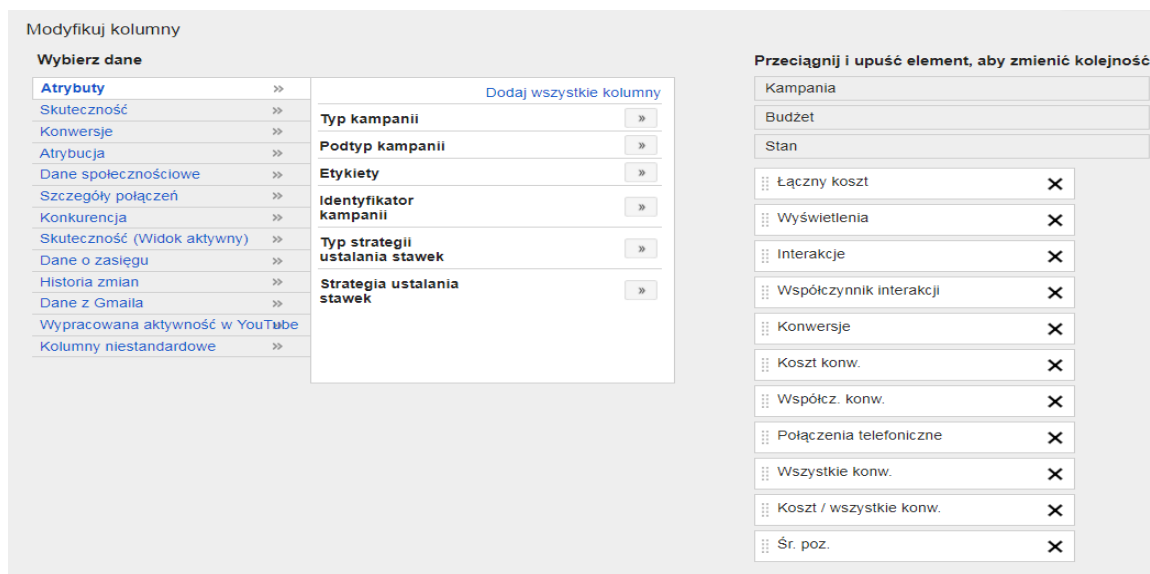 Modyfikuj kolumny
Wybierz dane
Atrybuty »
Skuteczność »
Konwersje »
Atrybucja »
Dane społecznościowe »
Szczegóły połączeń »
Konkurencja »
Skuteczność (Widok aktywny) »
Dane o zasięgu »
Historia zmian »
Dane z Gmaila »
Wypracowana aktywność w YouTube »
Kolumny niestandardowe »
Dodaj wszystkie kolumny
Typ kampanii »
Podtyp kampanii »
Etykiety »
Identyfikator
kampanii »
Typ strategii
ustalania stawek »
Strategia ustalania
stawek »
Przeciągnij i upuść element, aby zmienić kolejność
Kampania
Budżet
Stan
Łączny koszt
Wyświetlenia
Interakcje
Współczynnik interakcji
Konwersje
Koszt konw.
Współcz. konw.
Połączenia telefoniczne
Wszystkie konw.
Koszt / wszystkie konw.
Śr. poz.